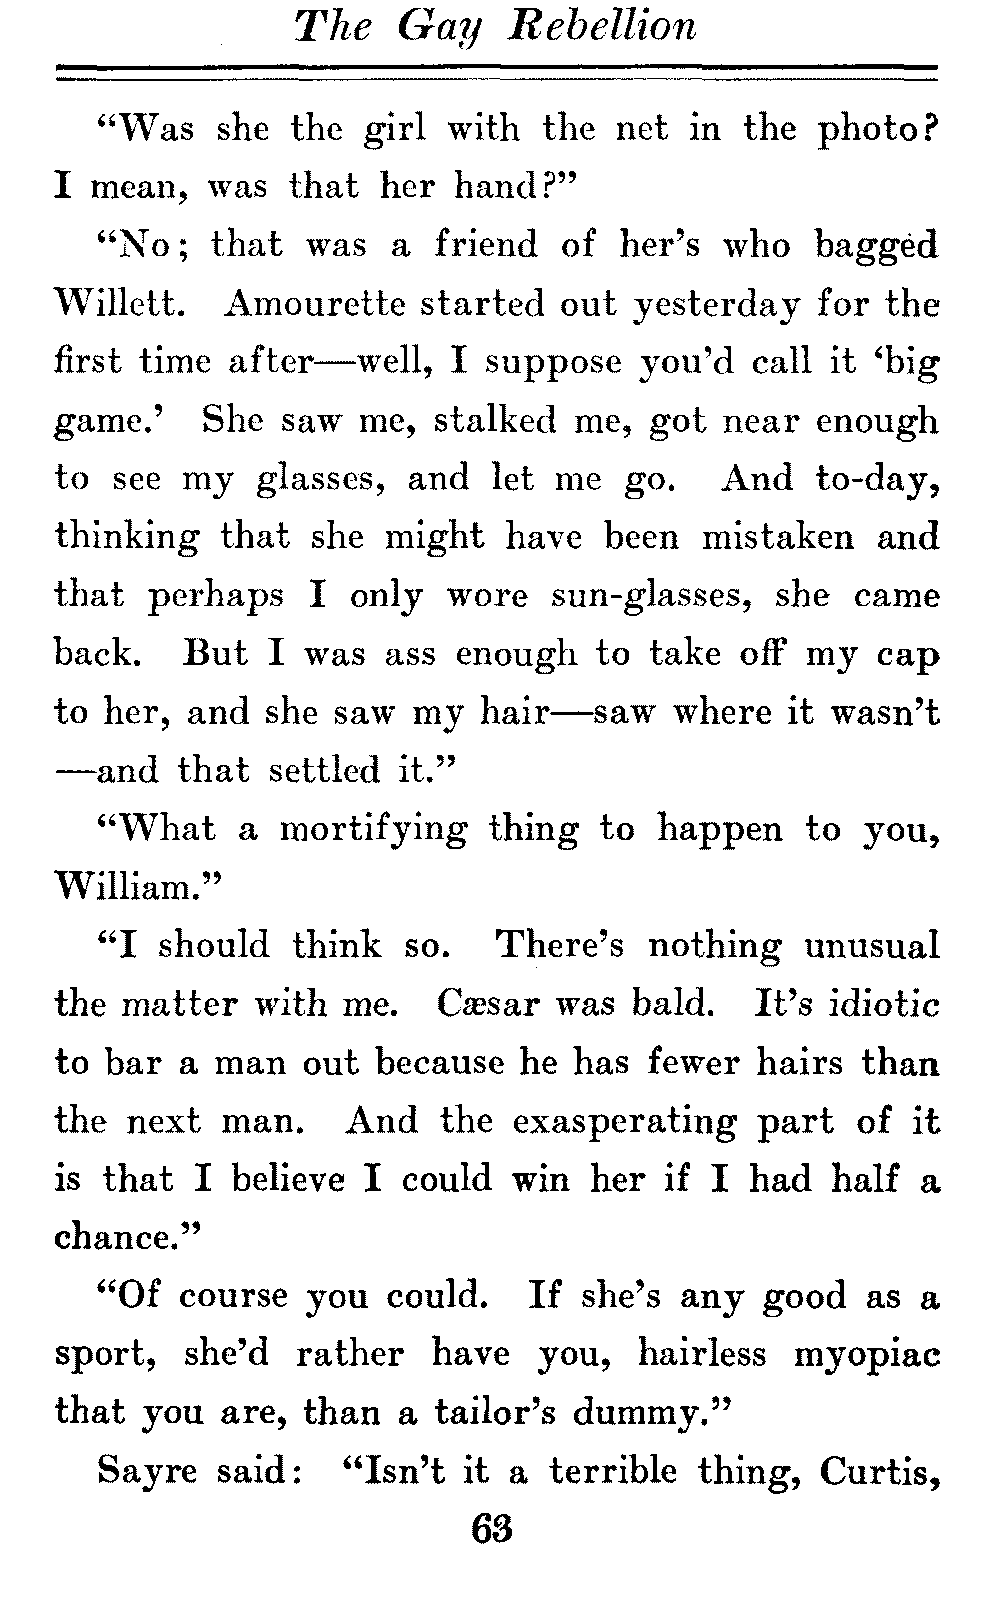 The Gay Rebellion
“Was she the girl with the net in the photo?
I mean, was that her hand?”
“No; that was a friend of her’s who bagged
Willett. Amourette started out yesterday for the
first time after—well, I suppose you’d call it ‘big
game.’ She saw me, stalked me, got near enough
to see my glasses, and let me go. And to-day,
thinking that she might have been mistaken and
that perhaps I only wore sun-glasses, she came
back. But I was ass enough to take off my cap
to her, and she saw my hair—saw where it wasn’t
—and that settled it.”
“What a mortifying thing to happen to you,
William.”
“I should think so. There’s nothing unusual
the matter with me. Cæsar was bald. It’s idiotic
to bar a man out because he has fewer hairs than
the next man. And the exasperating part of it
is that I believe I could win her if I had half a
chance.”
“Of course you could. If she’s any good as a
sport, she’d rather have you, hairless myopiac
that you are, than a tailor’s dummy.”
Sayre said: “Isn’t it a terrible thing, Curtis,
63